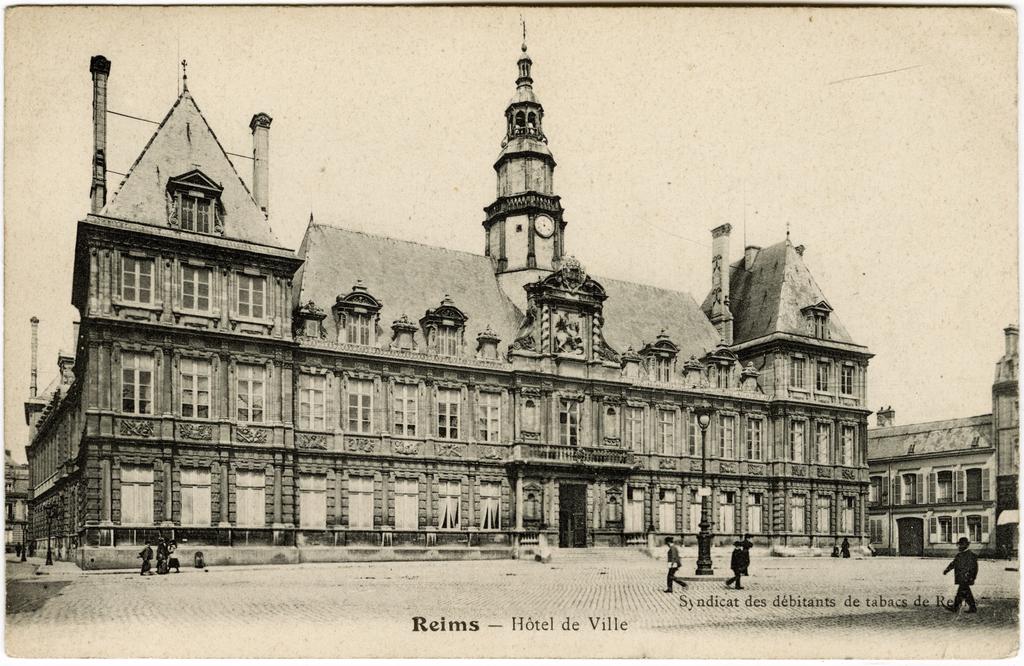 Syndicat des débitants de tabacs de
Reims – Hôtel de Ville